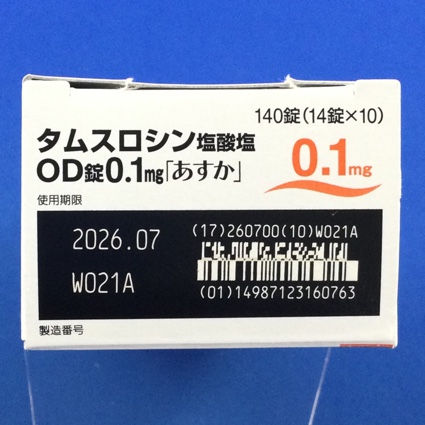 140錠(14錠×10)
タムスロシン塩酸塩
OD錠0.1mg「あすか」
0.1mg
使用期限
2026.07
(17)260700(10)W021A
W021A
(01)14987123160763
製造番号